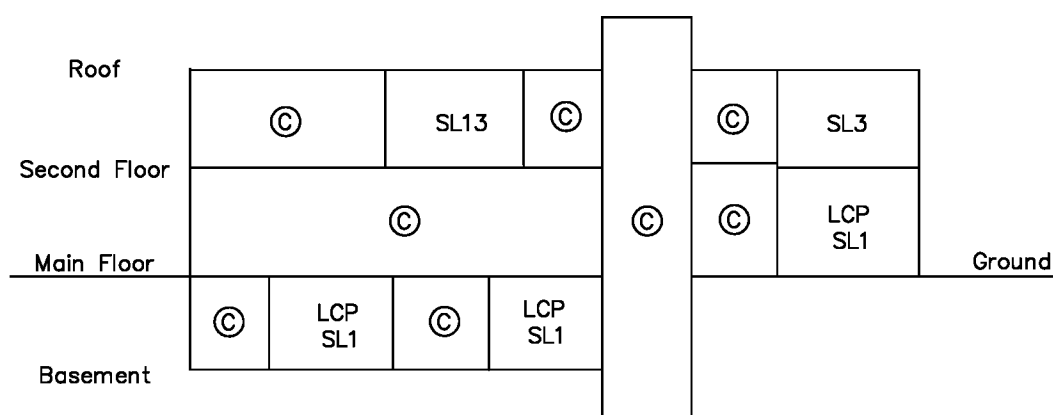 Roof
Ⓒ
SL13
Ⓒ
Ⓒ
SL3
Second Floor
Ⓒ
Ⓒ
Ⓒ
LCP
SL1
Main Floor
Ground
Ⓒ
LCP
SL1
Ⓒ
LCP
SL1
Basement